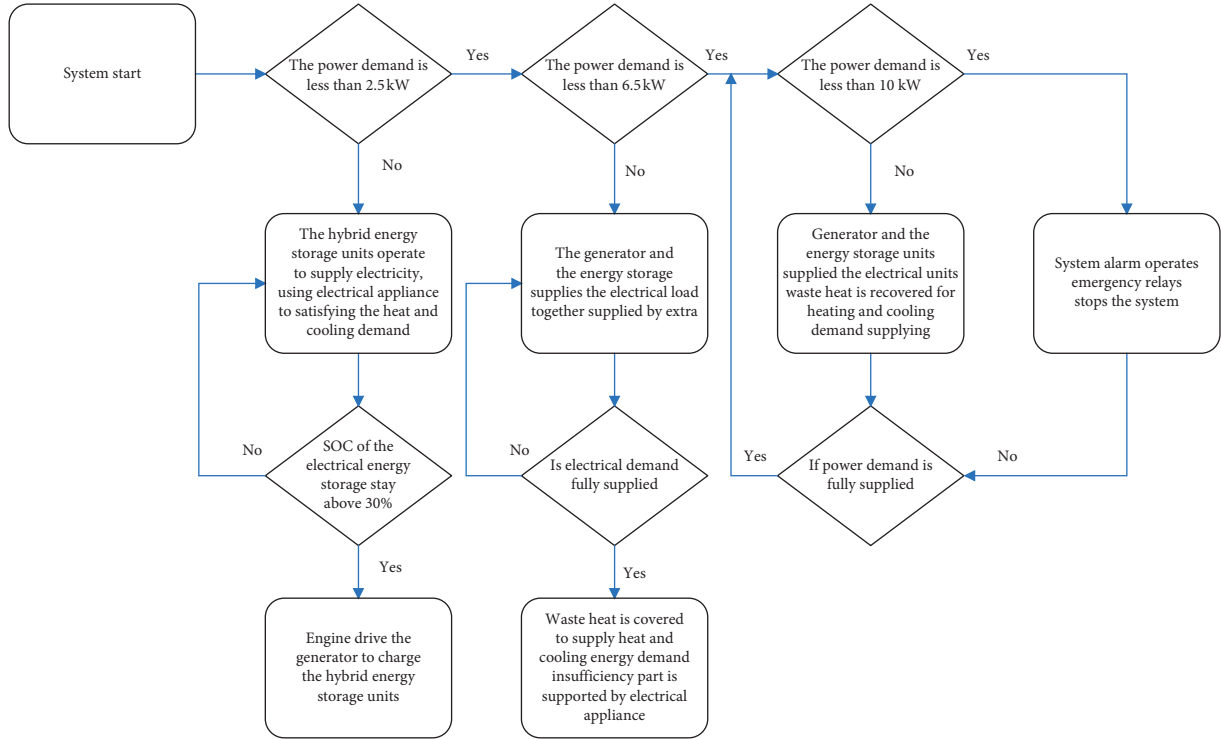 System start
The power demand is
less than 2.5 kW
Yes
The power demand is
less than 6.5 kW
Yes
The power demand is
less than 10 kW
Yes
No
No
No
The hybrid energy
storage units operate
to supply electricity,
using electrical appliance
to satisfying the heat and
cooling demand
The generator and
the energy storage
supplies the electrical load
together supplied by extra
Generator and the
energy storage units
supplied the electrical units
waste heat is recovered for
heating and cooling
demand supplying
System alarm operates
emergency relays
stops the system
No
SOC of the
electrical energy
storage stay
above 30%
No
Is electrical demand
fully supplied
Yes
If power demand is
fully supplied
No
Yes
Yes
Engine drive the
generator to charge
the hybrid energy
storage units
Waste heat is covered
to supply heat and
cooling energy demand
insufficiency part is
supported by electrical
appliance